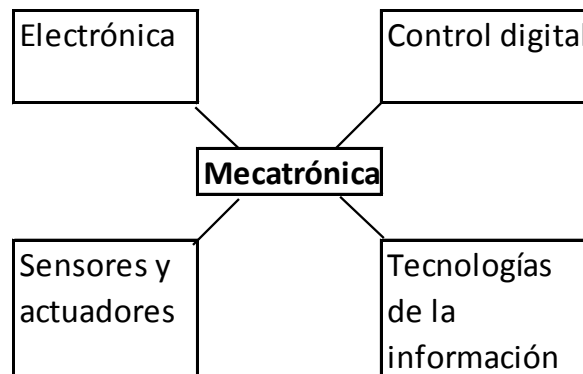 Electrónica
Control digital
Mecatrónica
Sensores y
actuadores
Tecnologías
de la
información